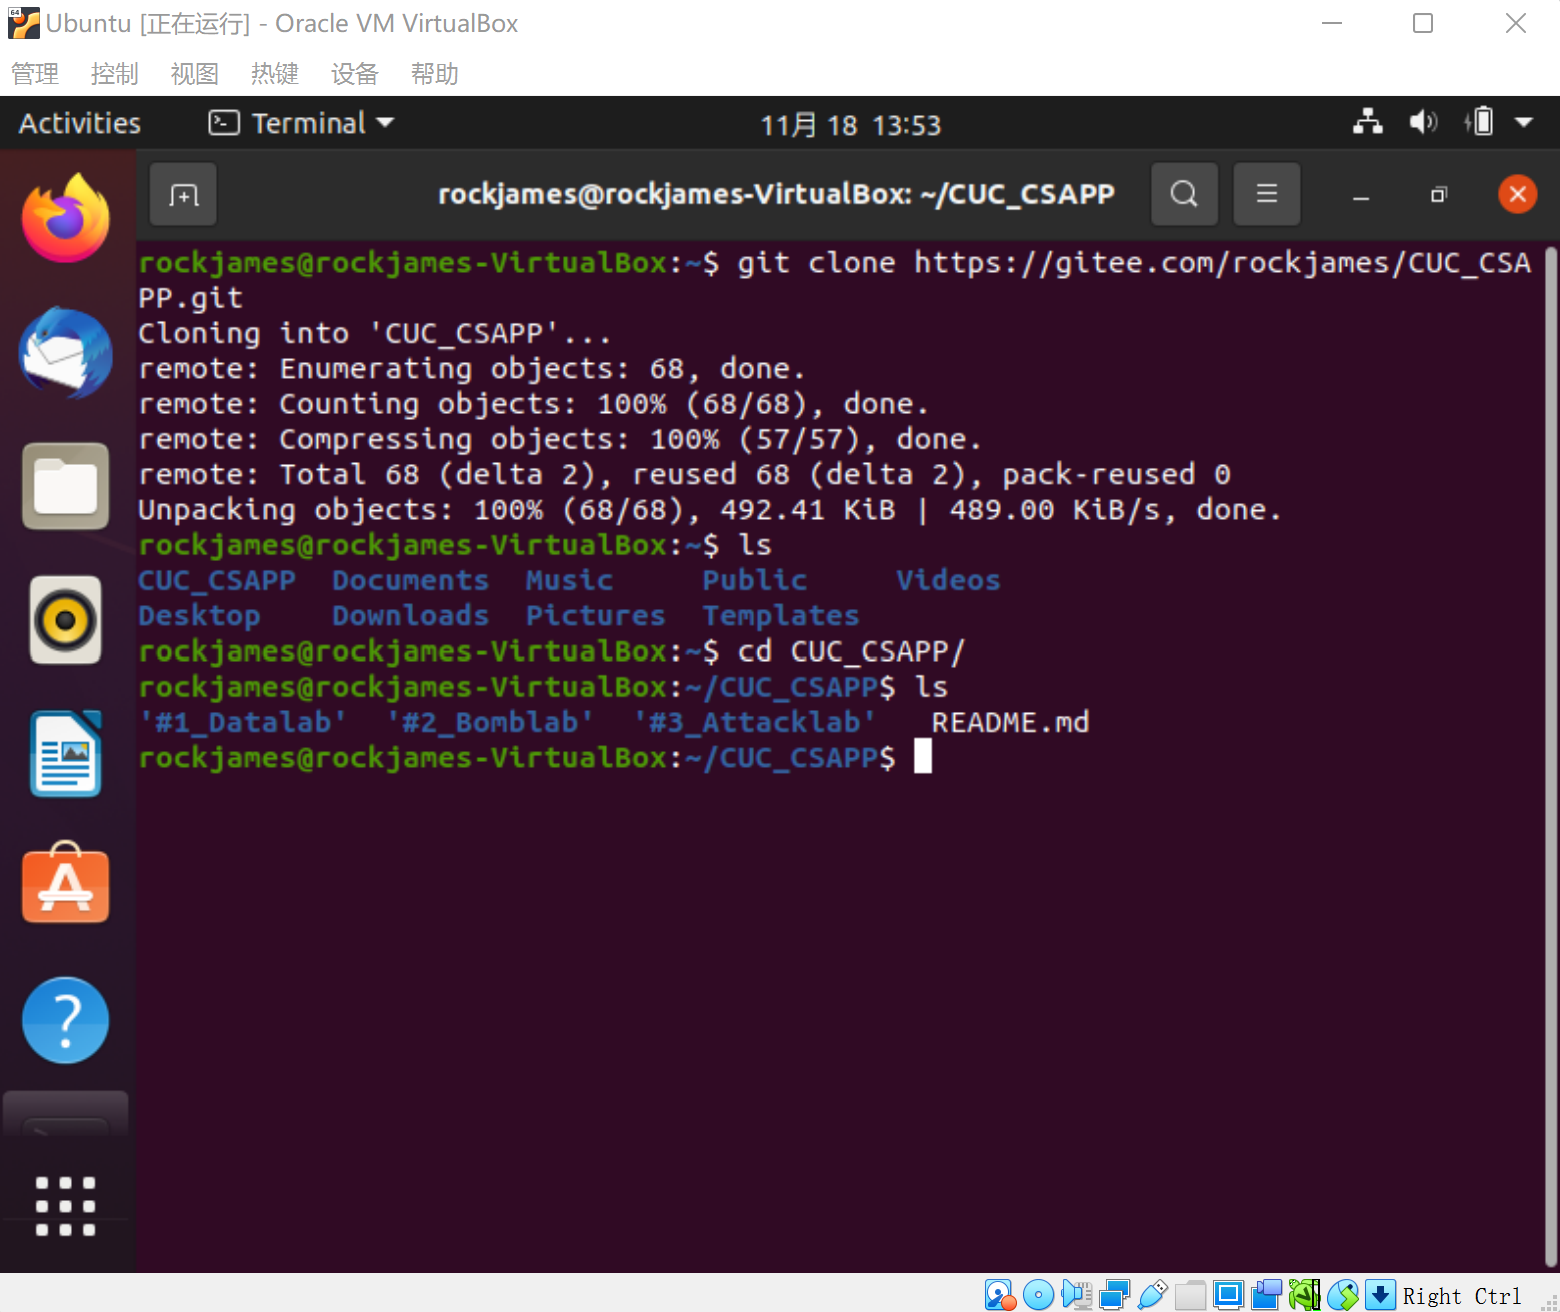 64
Ubuntu [正在运行] - Oracle VM VirtualBox
管理 控制 视图 热键 设备 帮助
Activities Terminal 11月 18 13:53
rockjames@rockjames-VirtualBox: ~/CUC_CSAPP
rockjames@rockjames-VirtualBox:~$ git clone https://gitee.com/rockjames/CUC_CSA
PP.git
Cloning into 'CUC_CSAPP'...
remote: Enumerating objects: 68, done.
remote: Counting objects: 100% (68/68), done.
remote: Compressing objects: 100% (57/57), done.
remote: Total 68 (delta 2), reused 68 (delta 2), pack-reused 0
Unpacking objects: 100% (68/68), 492.41 KiB | 489.00 KiB/s, done.
rockjames@rockjames-VirtualBox:~$ ls
CUC_CSAPP Documents Music Public Videos
Desktop Downloads Pictures Templates
rockjames@rockjames-VirtualBox:~$ cd CUC_CSAPP/
rockjames@rockjames-VirtualBox:~/CUC_CSAPP$ ls
'#1_Datalab' '#2_Bomblab' '#3_Attacklab' README.md
rockjames@rockjames-VirtualBox:~/CUC_CSAPP$
Right Ctrl